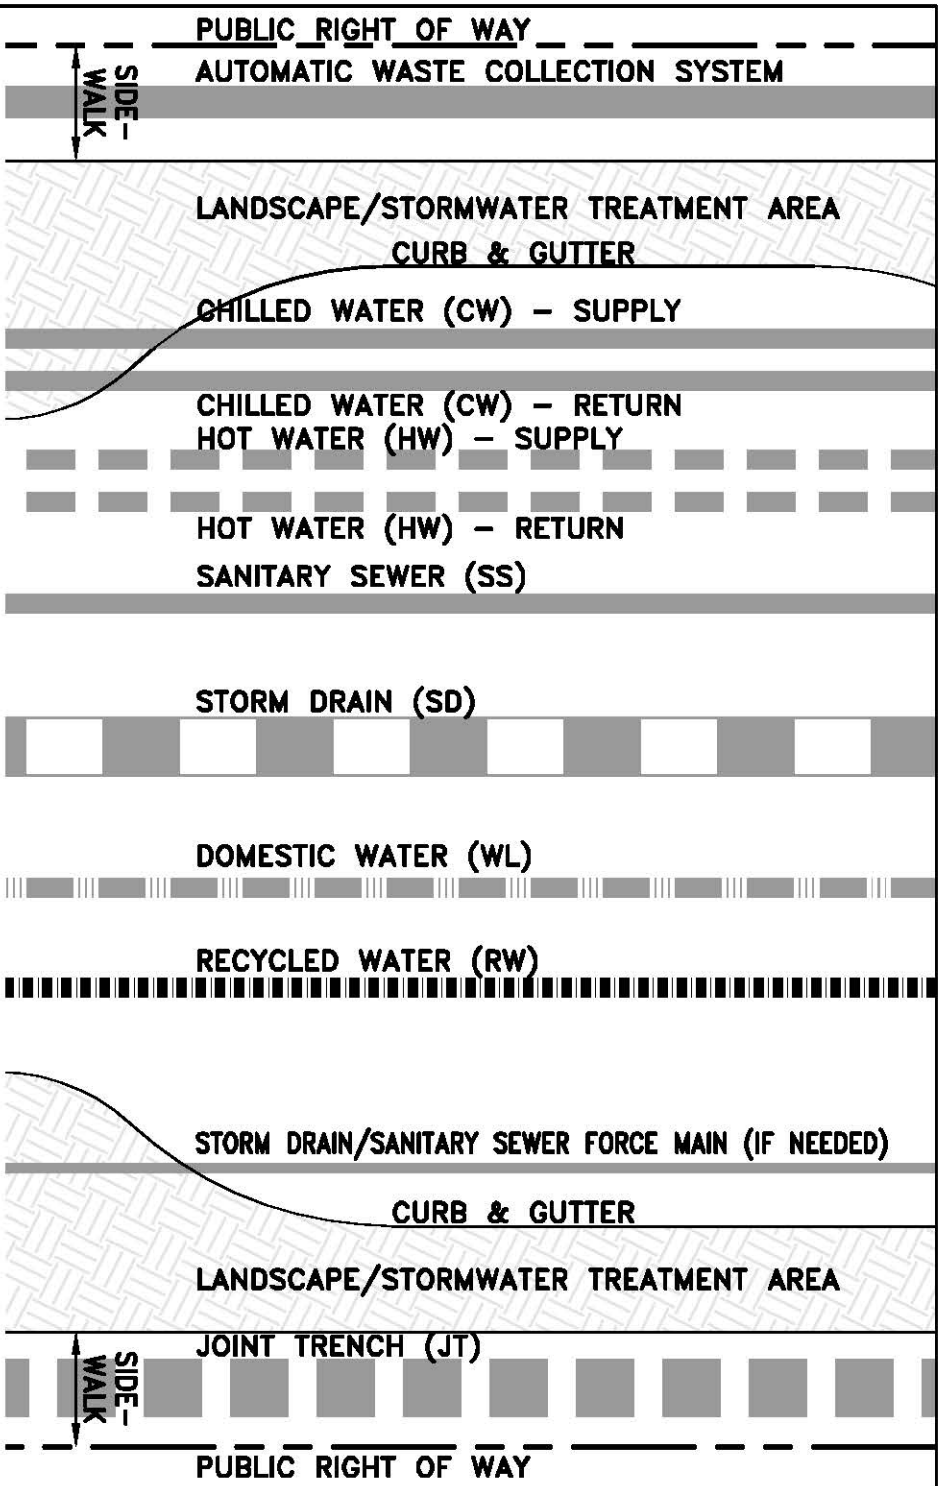 PUBLIC RIGHT OF WAY
AUTOMATIC WASTE COLLECTION SYSTEM
SIDE-
WALK
LANDSCAPE/STORMWATER TREATMENT AREA
CURB & GUTTER
CHILLED WATER (CW) - SUPPLY
CHILLED WATER (CW) - RETURN
HOT WATER (HW) - SUPPLY
HOT WATER (HW) - RETURN
SANITARY SEWER (SS)
STORM DRAIN (SD)
DOMESTIC WATER (WL)
RECYCLED WATER (RW)
STORM DRAIN/SANITARY SEWER FORCE MAIN (IF NEEDED)
CURB & GUTTER
LANDSCAPE/STORMWATER TREATMENT AREA
JOINT TRENCH (JT)
SIDE-
WALK
PUBLIC RIGHT OF WAY